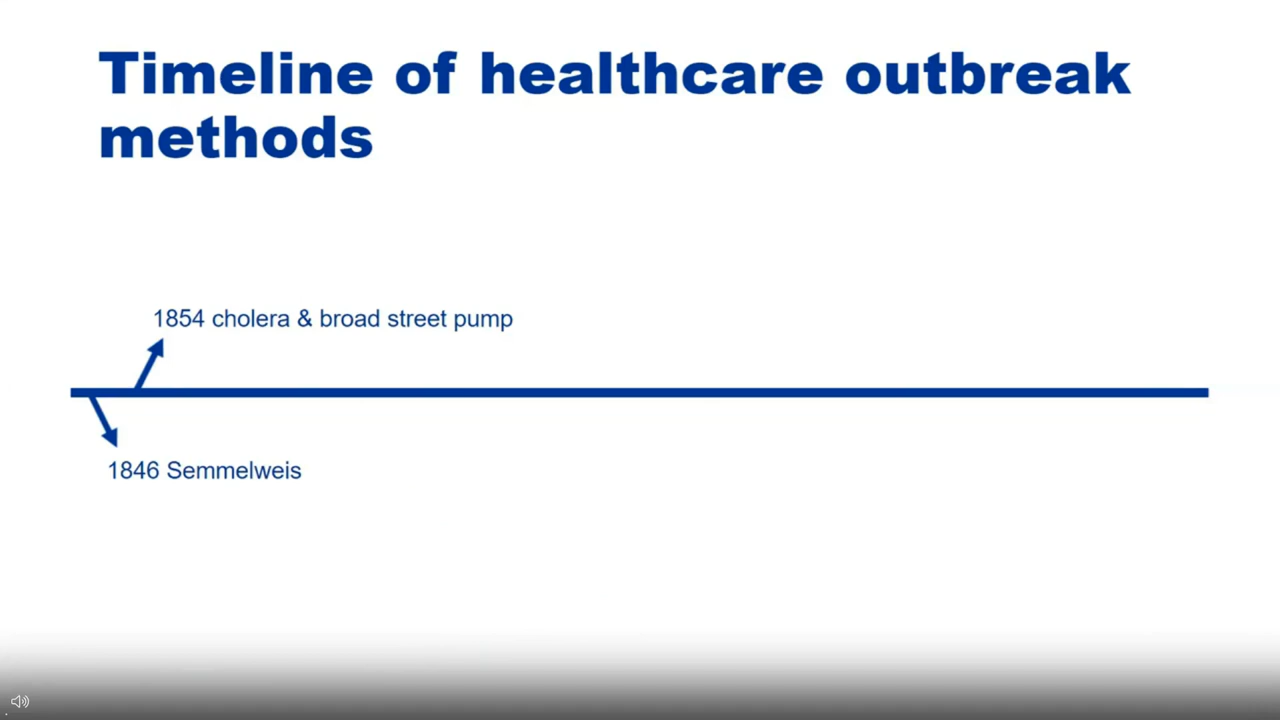 Timeline of healthcare outbreak
methods
1854 cholera & broad street pump
1846 Semmelweis